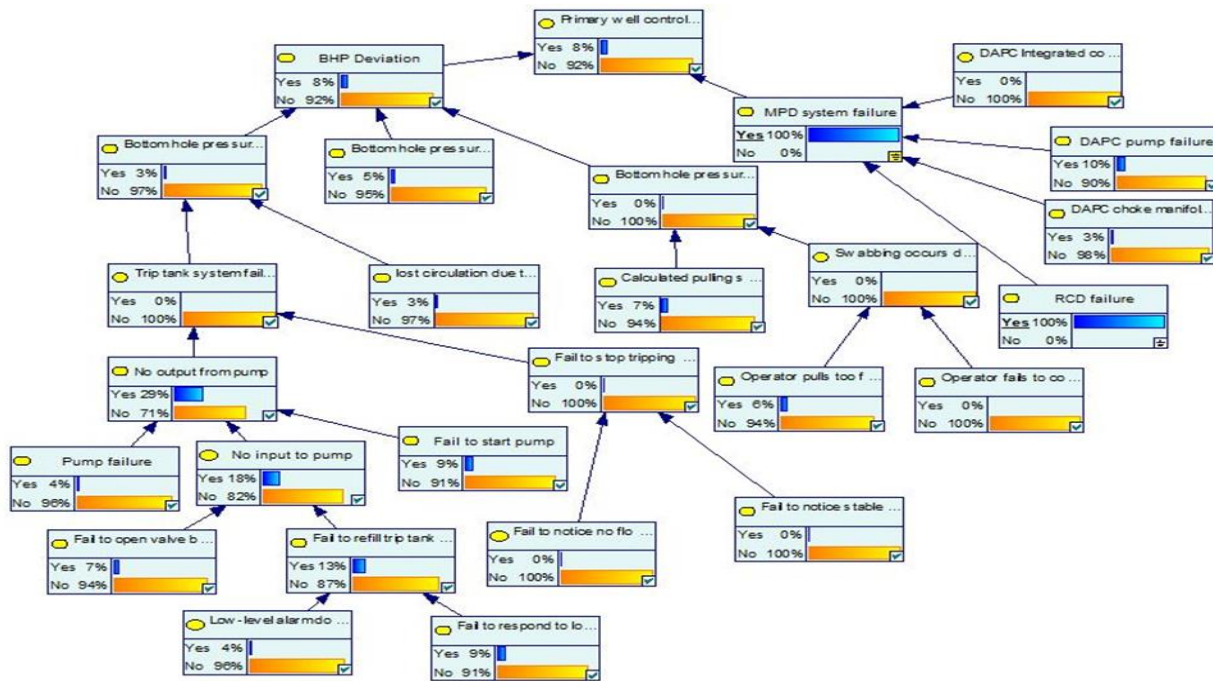 Primary well control...
Yes 8%
No 92%
BHP Deviation
Yes 8%
No 92%
DAPC Integrated co ...
Yes 0%
No 100%
MPD system failure
Yes 100%
No 0%
DAPC pump failure
Yes 10%
No 90%
Bottom hole pressur...
Yes 3%
No 97%
Bottom hole pressur...
Yes 5%
No 95%
Bottom hole pressur...
Yes 0%
No 100%
DAPC choke manifol...
Yes 3%
No 98%
Swabbing occurs d...
Yes 0%
No 100%
Trip tank system fail...
Yes 0%
No 100%
lost circulation due t...
Yes 3%
No 97%
Calculated pulling s ...
Yes 7%
No 94%
RCD failure
Yes 100%
No 0%
No output from pump
Yes 29%
No 71%
Fail to stop tripping ...
Yes 0%
No 100%
Operator pulls too f ...
Yes 6%
No 94%
Operator fails to co ...
Yes 0%
No 100%
Pump failure
Yes 4%
No 96%
No input to pump
Yes 18%
No 82%
Fail to start pump
Yes 9%
No 91%
Fail to open valve b ...
Yes 7%
No 94%
Fail to refill trip tank ...
Yes 13%
No 87%
Fail to notice no flo ...
Yes 0%
No 100%
Fail to notice stable ...
Yes 0%
No 100%
Low-level alarm do ...
Yes 4%
No 96%
Fail to respond to lo ...
Yes 9%
No 91%